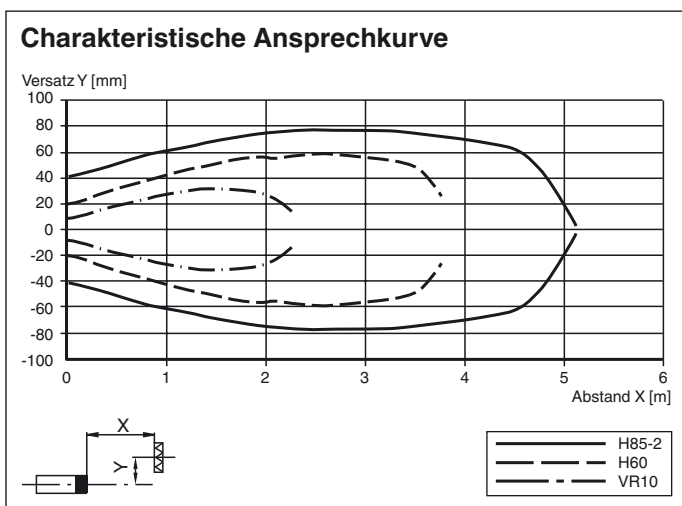 Charakteristische Ansprechkurve
Versatz Y [mm]
100
80
60
40
20
0
-20
-40
-60
-80
-100
0 1 2 3 4 5 6
Abstand X [m]
X
Y
H85-2
H60
VR10